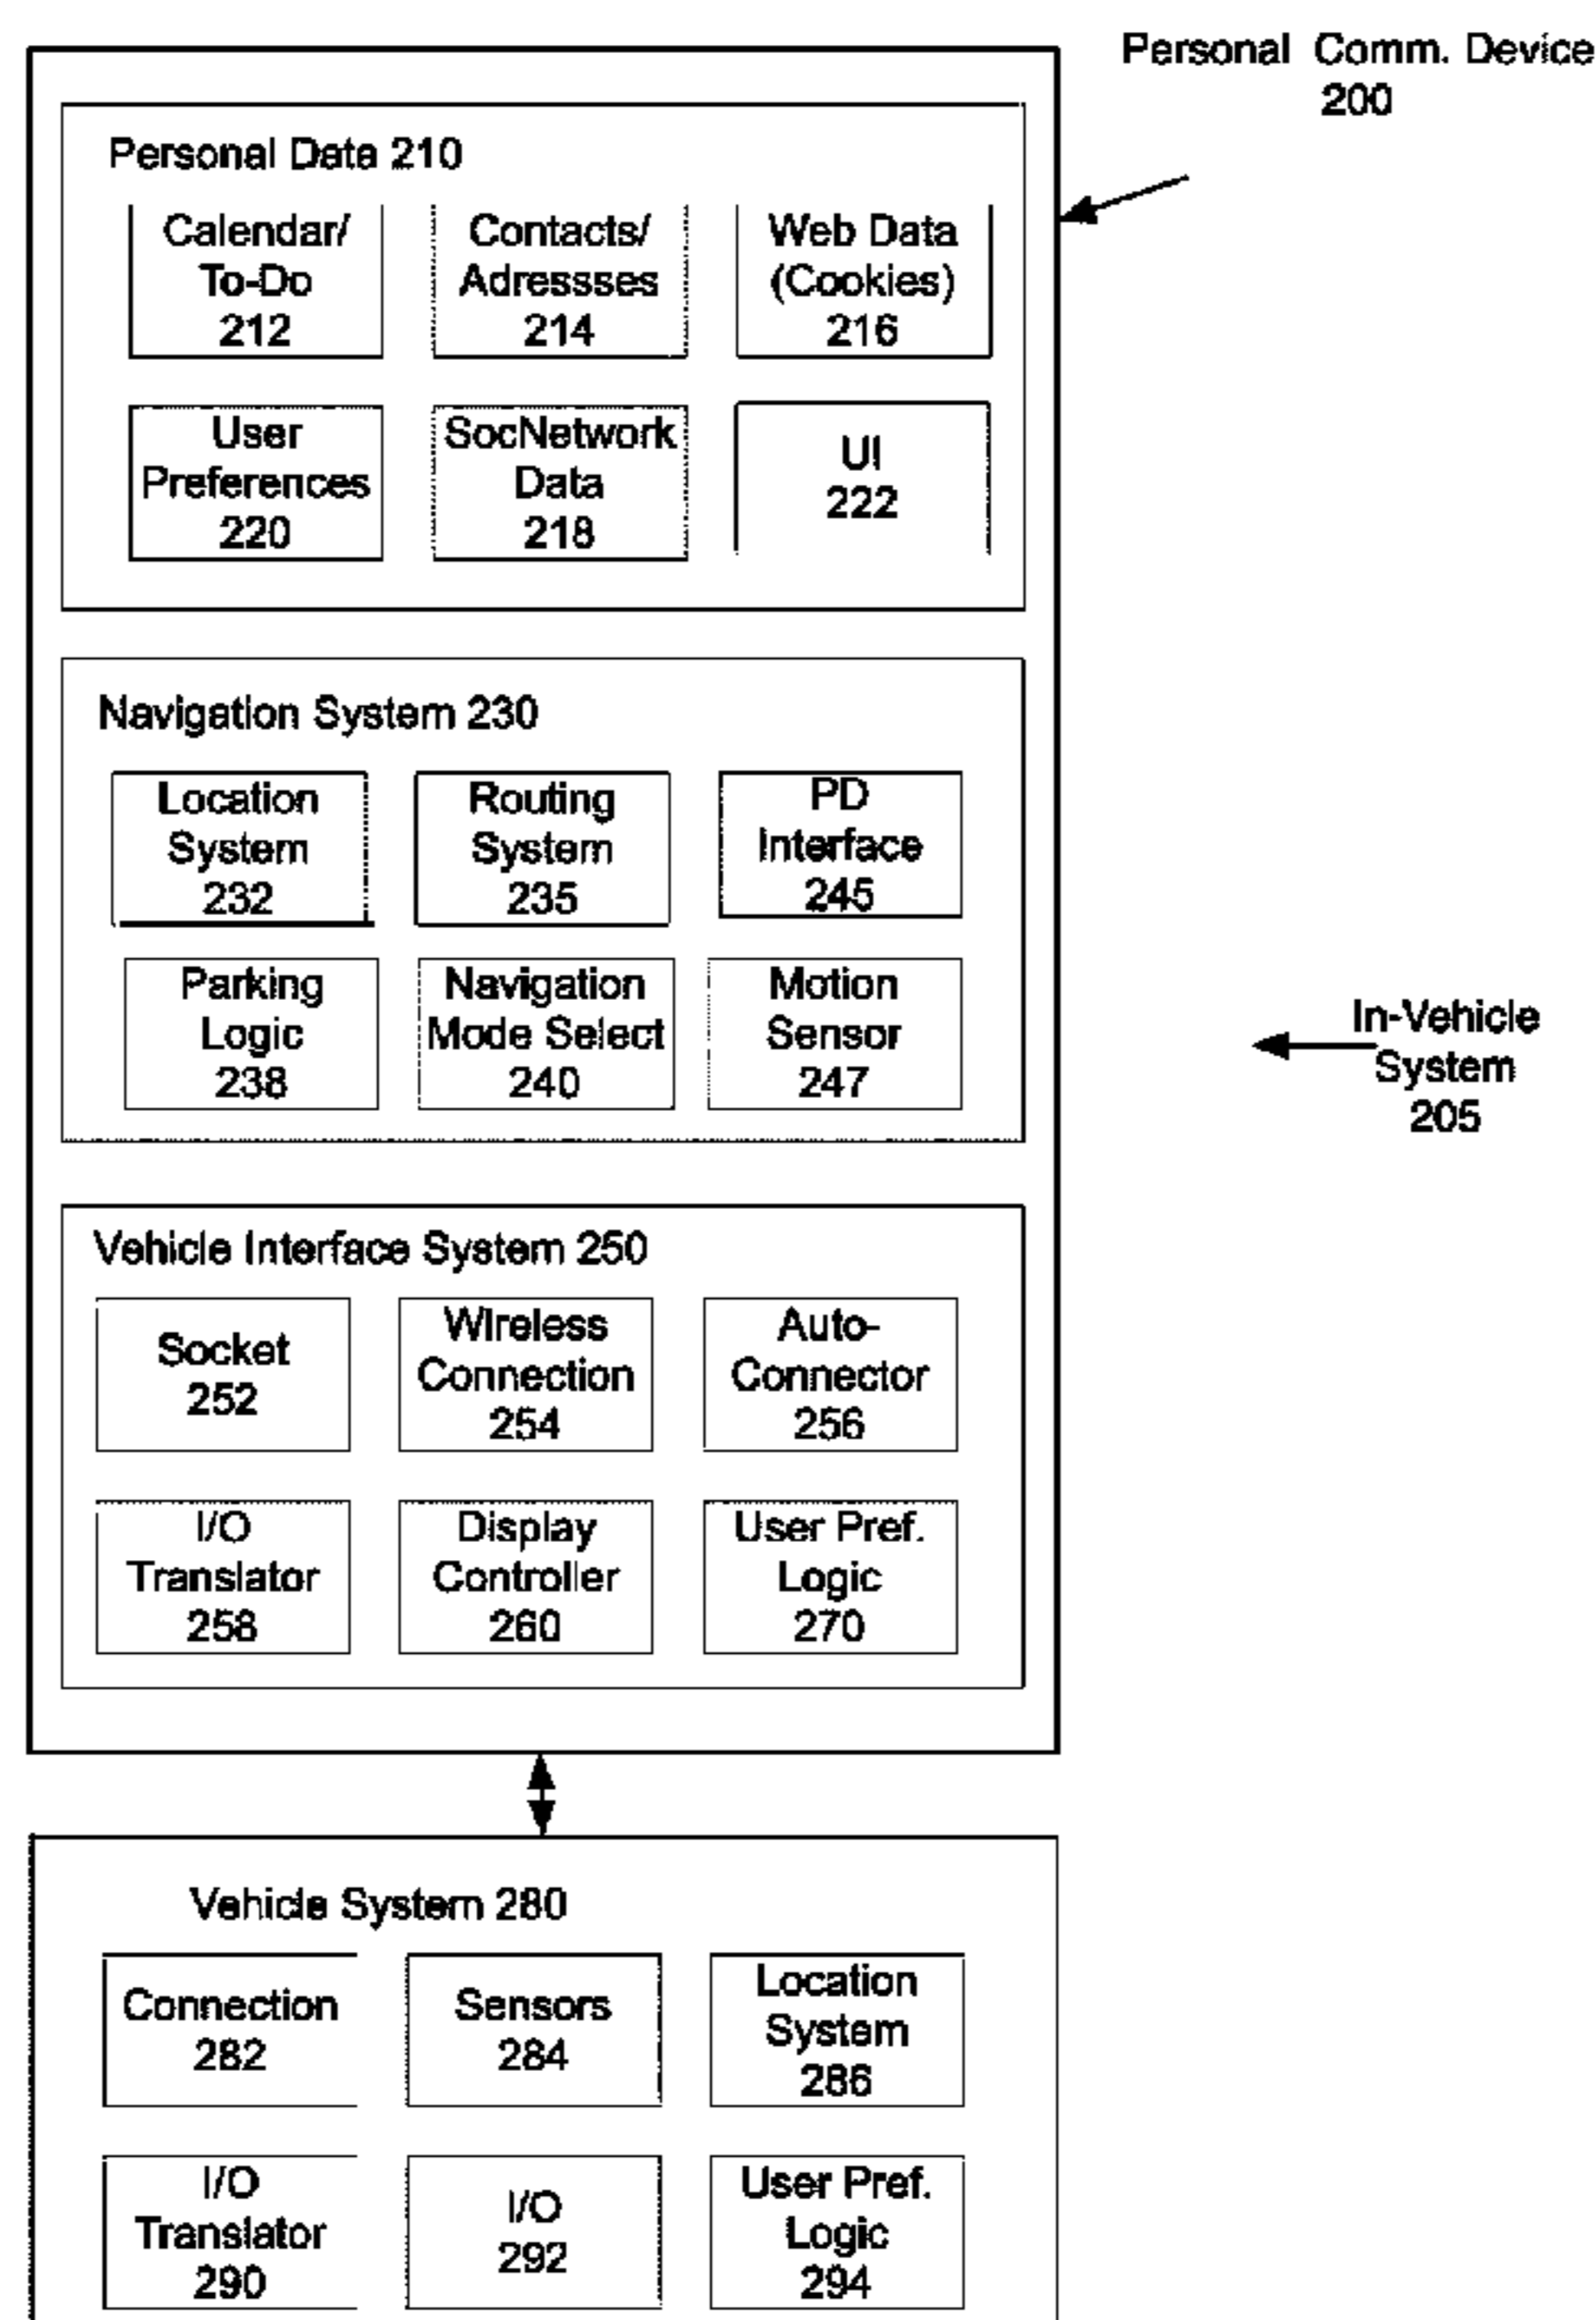 Personal Comm. Device
200
Personal Data 210
Calendar/
To-Do
212
Contacts/
Adressses
214
Web Data
(Cookies)
216
User
Preferences
220
SocNetwork
Data
218
UI
222
Navigation System 230
Location
System
232
Routing
System
235
PD
Interface
245
Parking
Logic
238
Navigation
Mode Select
240
Motion
Sensor
247
In-Vehicle
System
205
Vehicle Interface System 250
Socket
252
Wireless
Connection
254
Auto-
Connector
256
I/O
Translator
258
Display
Controller
260
User Pref.
Logic
270
Vehicle System 280
Connection
282
Sensors
284
Location
System
286
I/O
Translator
290
I/O
292
User Pref.
Logic
294